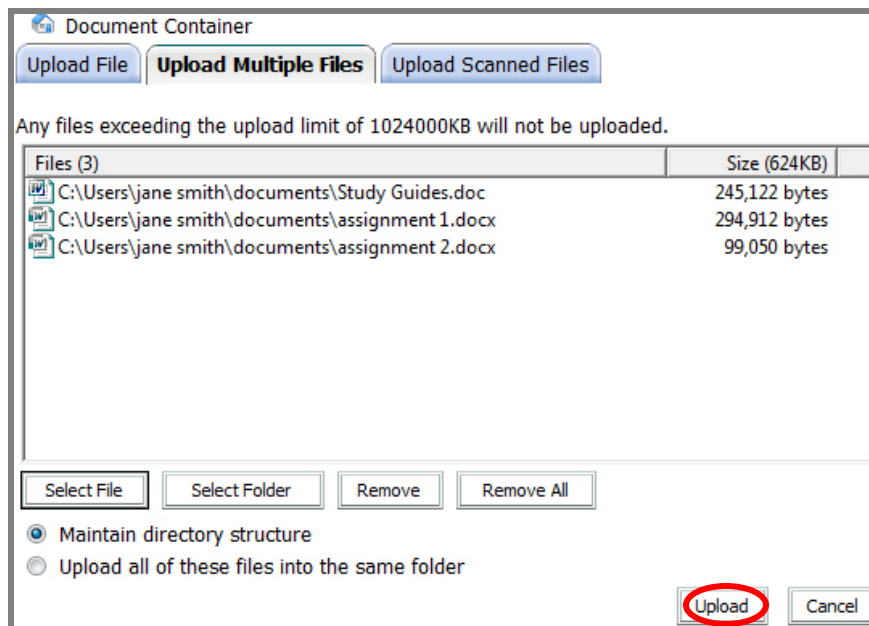 Document Container
Upload File Upload Multiple Files Upload Scanned Files
Any files exceeding the upload limit of 1024000KB will not be uploaded.
Files (3) Size (624KB)
C:\Users\jane smith\documents\Study Guides.doc 245,122 bytes
C:\Users\jane smith\documents\assignment 1.docx 294,912 bytes
C:\Users\jane smith\documents\assignment 2.docx 99,050 bytes
Select File Select Folder Remove Remove All
Maintain directory structure
Upload all of these files into the same folder
Upload Cancel